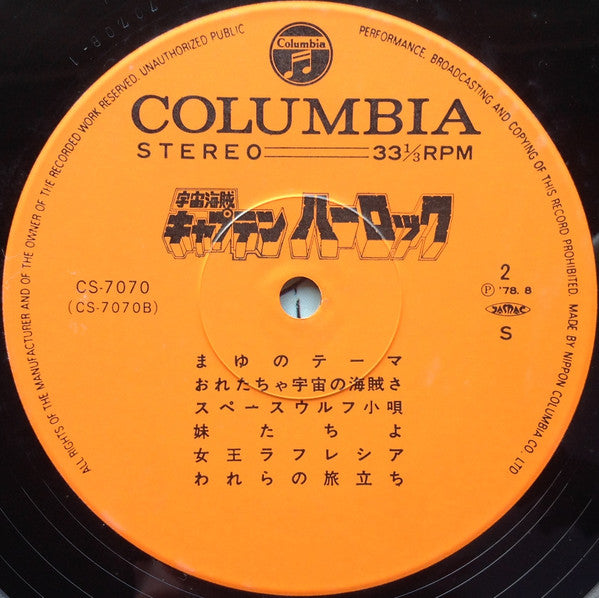 Columbia
ALL RIGHTS OF THE MANUFACTURER AND OF THE OWNER OF THE RECORDED WORK RESERVED. UNAUTHORIZED PUBLIC PERFORMANCE, BROADCASTING AND COPYING OF THIS RECORD PROHIBITED. MADE BY NIPPON COLUMBIA CO., LTD
COLUMBIA
STEREO 33⅓RPM
宇宙海賊
キャプテン ハーロック
CS-7070
(CS-7070B)
2
Ⓟ '78. 8
JASRAC
S
まゆのテーマ
おれたちゃ宇宙の海賊さ
スペースウルフ小唄
妹たちよ
女王ラフレシア
われらの旅立ち